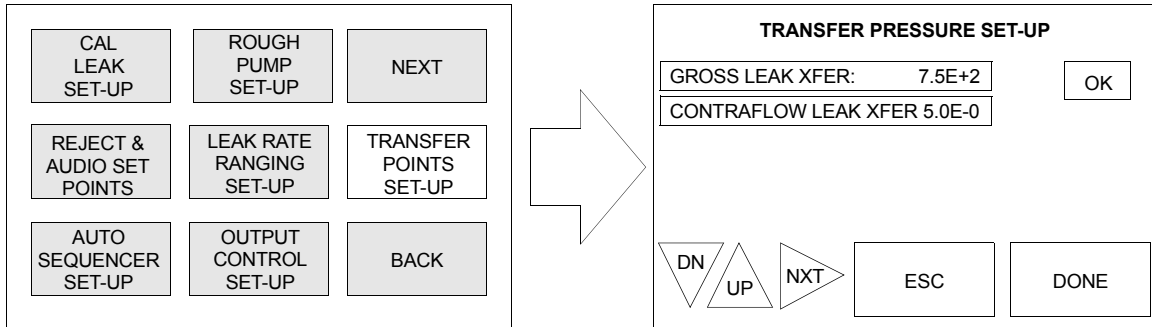 CAL
LEAK
SET-UP
ROUGH
PUMP
SET-UP
NEXT
REJECT &
AUDIO SET
POINTS
LEAK RATE
RANGING
SET-UP
TRANSFER
POINTS
SET-UP
AUTO
SEQUENCER
SET-UP
OUTPUT
CONTROL
SET-UP
BACK
TRANSFER PRESSURE SET-UP
GROSS LEAK XFER: 7.5E+2
OK
CONTRAFLOW LEAK XFER 5.0E-0
DN
UP
NXT
ESC
DONE